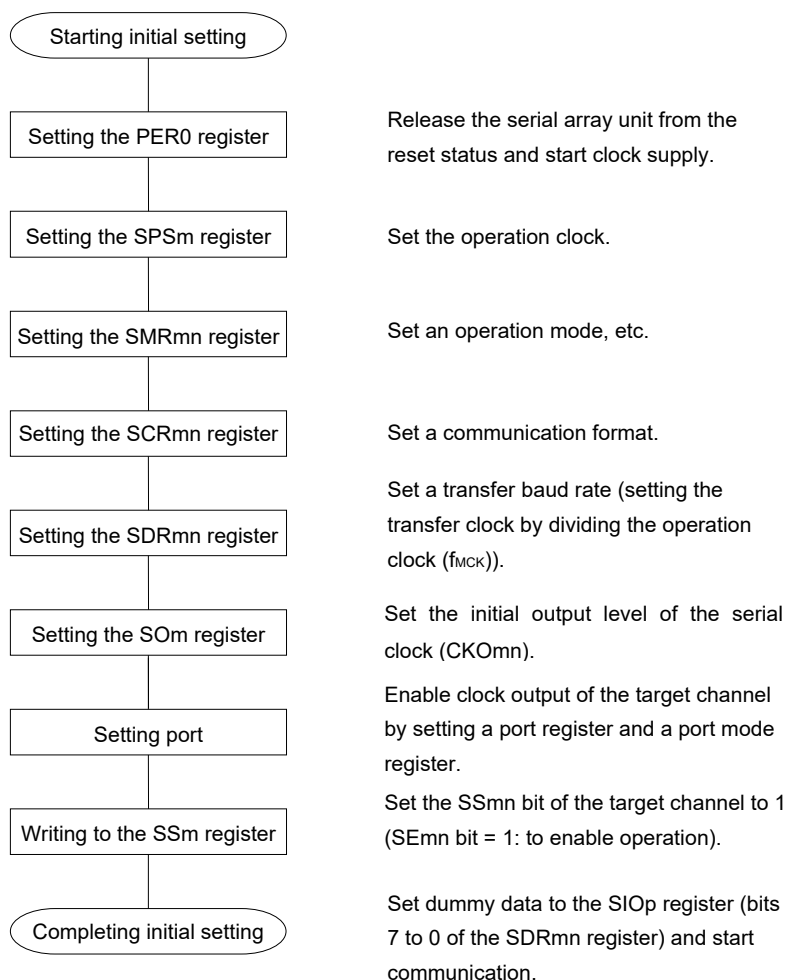 Starting initial setting
Setting the PER0 register
Release the serial array unit from the
reset status and start clock supply.
Setting the SPSm register
Set the operation clock.
Setting the SMRmn register
Set an operation mode, etc.
Setting the SCRmn register
Set a communication format.
Setting the SDRmn register
Set a transfer baud rate (setting the
transfer clock by dividing the operation
clock (fMCK)).
Setting the SOm register
Set the initial output level of the serial
clock (CKOmn).
Setting port
Enable clock output of the target channel
by setting a port register and a port mode
register.
Writing to the SSm register
Set the SSmn bit of the target channel to 1
(SEmn bit = 1: to enable operation).
Completing initial setting
Set dummy data to the SIOp register (bits
7 to 0 of the SDRmn register) and start
communication.